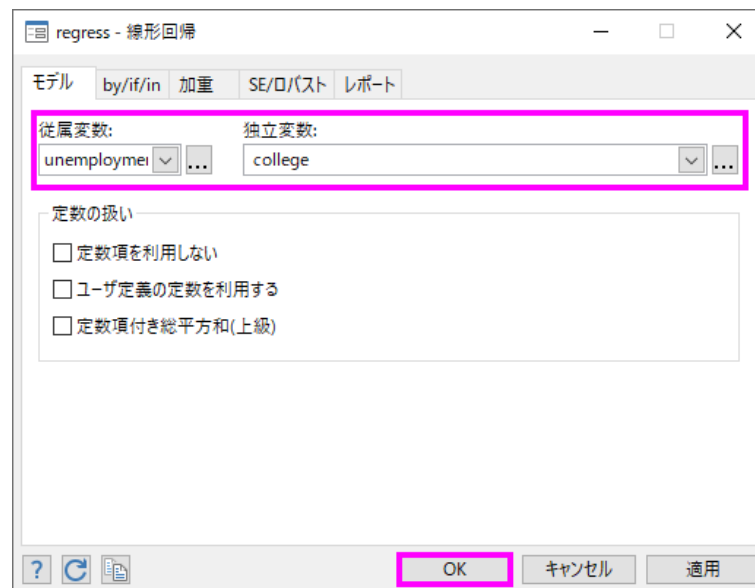 regress - 線形回帰
モデル by/if/in 加重 SE/ロバスト レポート
従属変数: 独立変数:
unemploymei ... college ...
定数の扱い
定数項を利用しない
ユーザ定義の定数を利用する
定数項付き総平方和(上級)
? OK キャンセル 適用